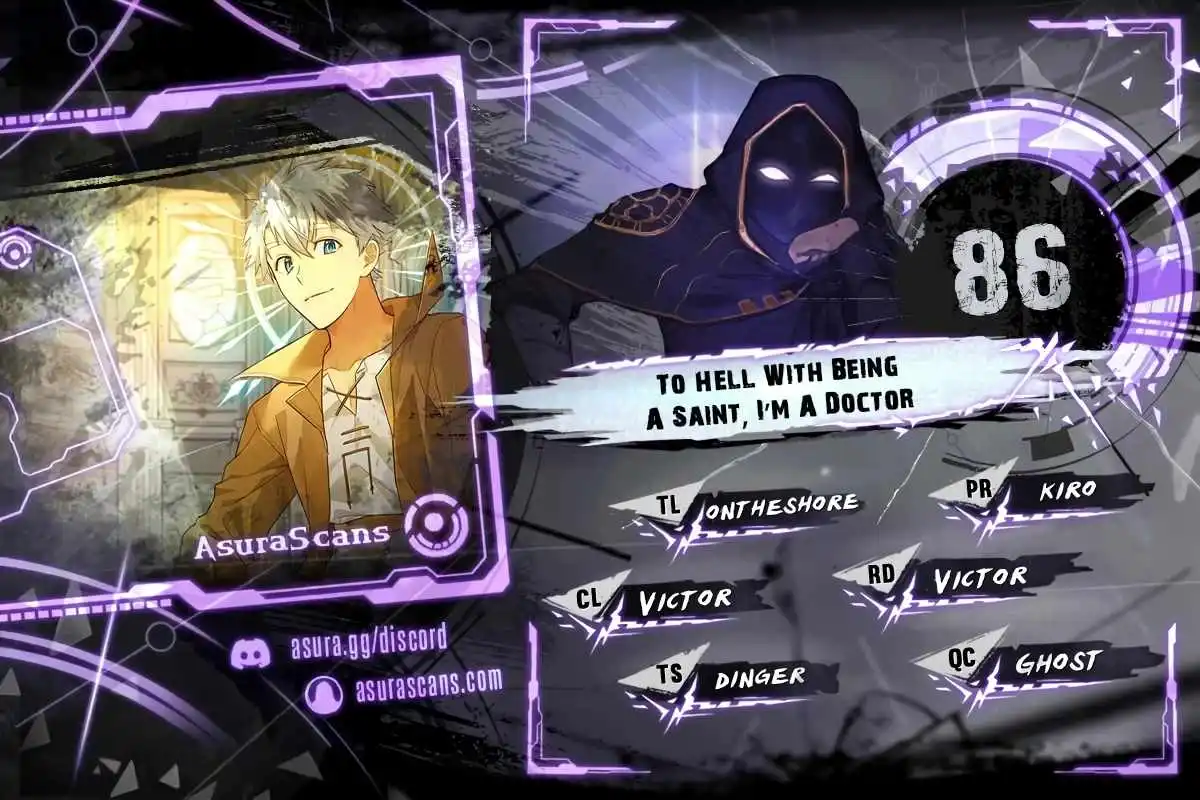 AsuraScans
asura.gg/discord
asurascans.com
86
TO HELL WITH BEING
A SAINT, I'M A DOCTOR
TL ONTHESHORE
PR KIRO
CL VICTOR
RD VICTOR
TS DINGER
QC GHOST